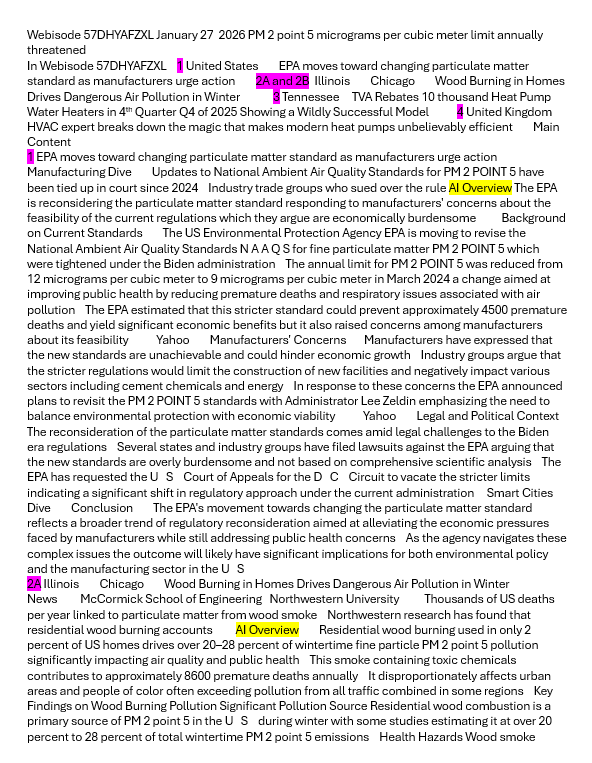 Webisode 57DHYAFZXL January 27 2026 PM 2 point 5 micrograms per cubic meter limit annually
threatened
In Webisode 57DHYAFZXL 1 United States EPA moves toward changing particulate matter
standard as manufacturers urge action 2A and 2B Illinois Chicago Wood Burning in Homes
Drives Dangerous Air Pollution in Winter 3 Tennessee TVA Rebates 10 thousand Heat Pump
Water Heaters in 4th Quarter Q4 of 2025 Showing a Wildly Successful Model 4 United Kingdom
HVAC expert breaks down the magic that makes modern heat pumps unbelievably efficient Main
Content
1 EPA moves toward changing particulate matter standard as manufacturers urge action
Manufacturing Dive Updates to National Ambient Air Quality Standards for PM 2 POINT 5 have
been tied up in court since 2024 Industry trade groups who sued over the rule AI Overview The EPA
is reconsidering the particulate matter standard responding to manufacturers' concerns about the
feasibility of the current regulations which they argue are economically burdensome Background
on Current Standards The US Environmental Protection Agency EPA is moving to revise the
National Ambient Air Quality Standards N A A Q S for fine particulate matter PM 2 POINT 5 which
were tightened under the Biden administration The annual limit for PM 2 POINT 5 was reduced from
12 micrograms per cubic meter to 9 micrograms per cubic meter in March 2024 a change aimed at
improving public health by reducing premature deaths and respiratory issues associated with air
pollution The EPA estimated that this stricter standard could prevent approximately 4500 premature
deaths and yield significant economic benefits but it also raised concerns among manufacturers
about its feasibility Yahoo Manufacturers' Concerns Manufacturers have expressed that
the new standards are unachievable and could hinder economic growth Industry groups argue that
the stricter regulations would limit the construction of new facilities and negatively impact various
sectors including cement chemicals and energy In response to these concerns the EPA announced
plans to revisit the PM 2 POINT 5 standards with Administrator Lee Zeldin emphasizing the need to
balance environmental protection with economic viability Yahoo Legal and Political Context
The reconsideration of the particulate matter standards comes amid legal challenges to the Biden
era regulations Several states and industry groups have filed lawsuits against the EPA arguing that
the new standards are overly burdensome and not based on comprehensive scientific analysis The
EPA has requested the U S Court of Appeals for the D C Circuit to vacate the stricter limits
indicating a significant shift in regulatory approach under the current administration Smart Cities
Dive Conclusion The EPA's movement towards changing the particulate matter standard
reflects a broader trend of regulatory reconsideration aimed at alleviating the economic pressures
faced by manufacturers while still addressing public health concerns As the agency navigates these
complex issues the outcome will likely have significant implications for both environmental policy
and the manufacturing sector in the U S
2A Illinois Chicago Wood Burning in Homes Drives Dangerous Air Pollution in Winter
News McCormick School of Engineering Northwestern University Thousands of US deaths
per year linked to particulate matter from wood smoke Northwestern research has found that
residential wood burning accounts AI Overview Residential wood burning used in only 2
percent of US homes drives over 20–28 percent of wintertime fine particle PM 2 point 5 pollution
significantly impacting air quality and public health This smoke containing toxic chemicals
contributes to approximately 8600 premature deaths annually It disproportionately affects urban
areas and people of color often exceeding pollution from all traffic combined in some regions Key
Findings on Wood Burning Pollution Significant Pollution Source Residential wood combustion is a
primary source of PM 2 point 5 in the U S during winter with some studies estimating it at over 20
percent to 28 percent of total wintertime PM 2 point 5 emissions Health Hazards Wood smoke